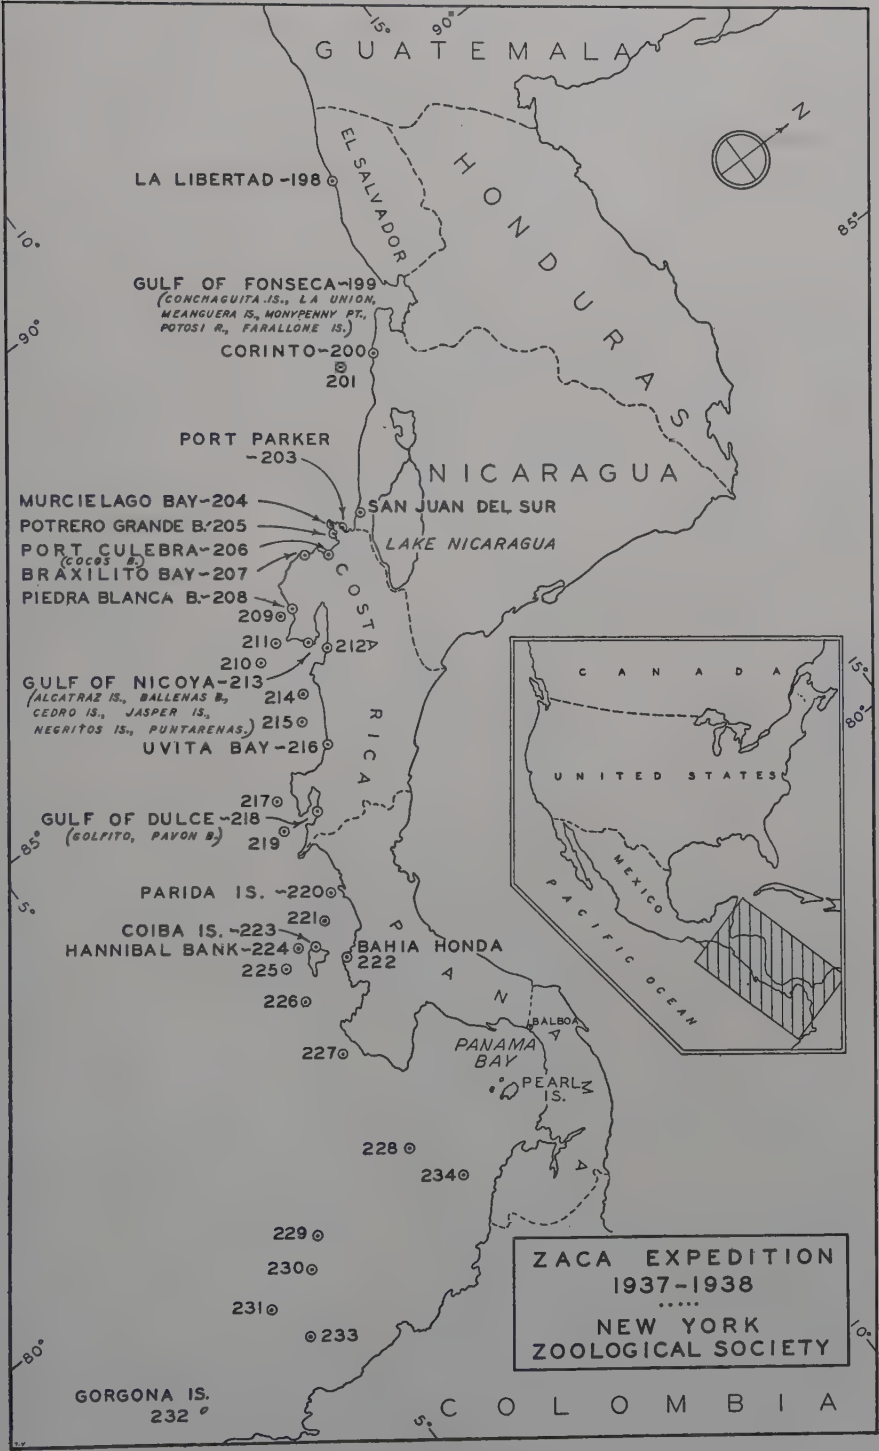 15°
90°
GUATEMALA
N
EL SALVADOR
HONDURAS
LA LIBERTAD-198
10°
85°
GULF OF FONSECA-199
(CONCHAGUITA IS., LA UNION,
MEANGUERA IS., MONYPENNY PT.,
POTOSI R., FARALLONE IS.)
90°
CORINTO-200
201
PORT PARKER
-203
NICARAGUA
MURCIELAGO BAY-204
SAN JUAN DEL SUR
POTRERO GRANDE B.-205
LAKE NICARAGUA
PORT CULEBRA-206
(COCOS B.)
BRAXILITO BAY-207
PIEDRA BLANCA B.-208
COSTA RICA
209
211
212
210
GULF OF NICOYA-213
(ALCATRAZ IS., BALLENAS B.,
CEDRO IS., JASPER IS.,
NEGRITOS IS., PUNTARENAS.)
214
215
UVITA BAY-216
217
GULF OF DULCE-218
(GOLFITO, PAVON B.)
219
85°
5°
PARIDA IS.-220
221
COIBA IS.-223
HANNIBAL BANK-224
BAHIA HONDA
222
225
226
227
PANAMA
BALBOA
PANAMA
BAY
PEARL
IS.
228
234
229
230
231
233
80°
GORGONA IS.
232
5°
COLOMBIA
15°
80°
CANADA
UNITED STATES
MEXICO
PACIFIC OCEAN
ZACA EXPEDITION
1937-1938
.....
NEW YORK
ZOOLOGICAL SOCIETY
10°